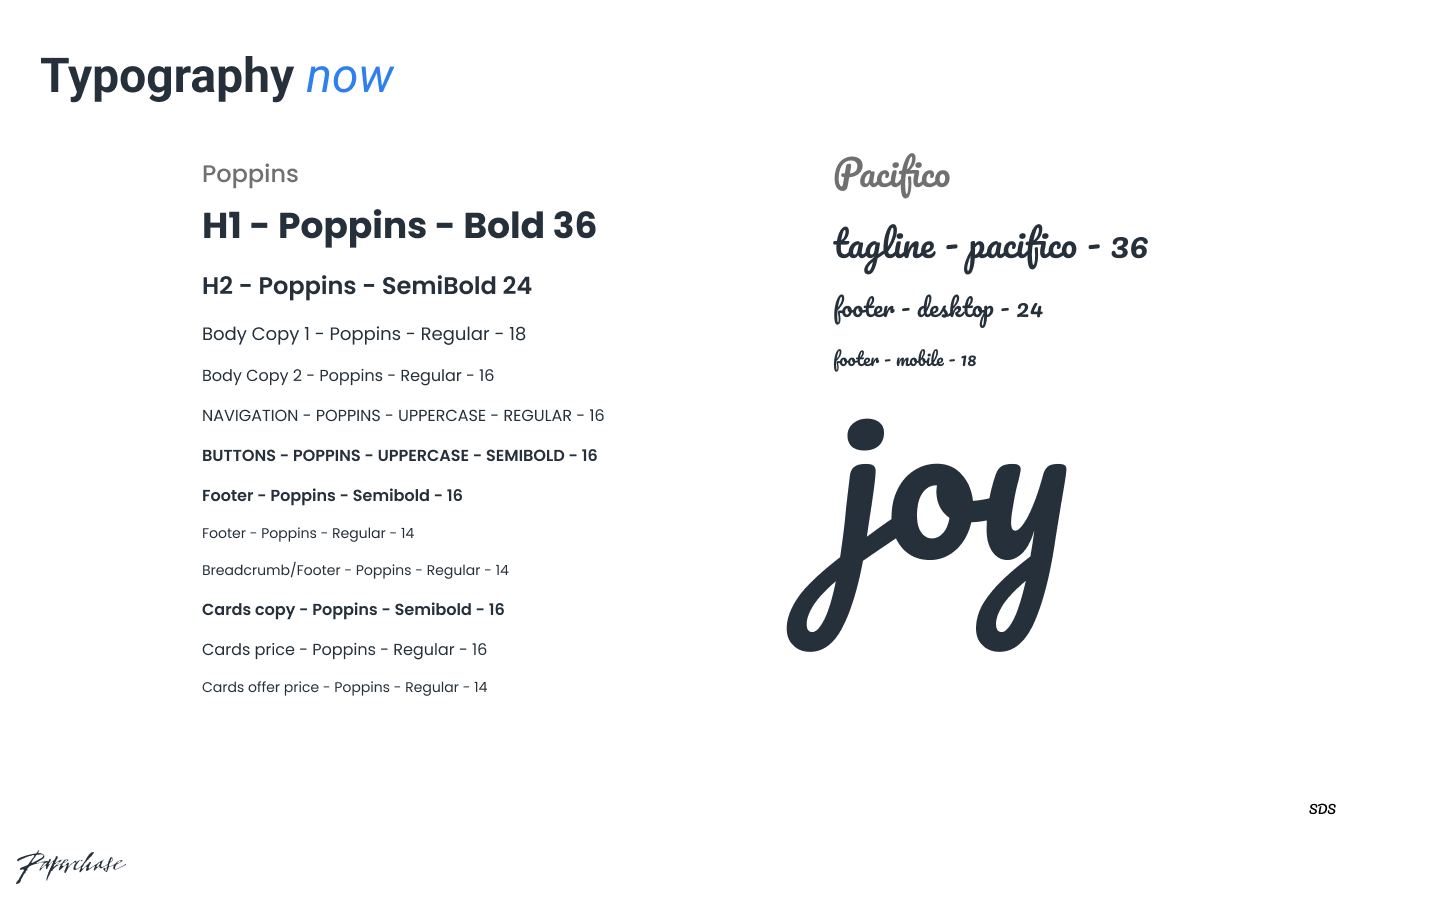 Typography now
Poppins
H1 - Poppins - Bold 36
H2 - Poppins - SemiBold 24
Body Copy 1 - Poppins - Regular - 18
Body Copy 2 - Poppins - Regular - 16
NAVIGATION - POPPINS - UPPERCASE - REGULAR - 16
BUTTONS - POPPINS - UPPERCASE - SEMIBOLD - 16
Footer - Poppins - Semibold - 16
Footer - Poppins - Regular - 14
Breadcrumb/Footer - Poppins - Regular - 14
Cards copy - Poppins - Semibold - 16
Cards price - Poppins - Regular - 16
Cards offer price - Poppins - Regular - 14
Pacifico
tagline - pacifico - 36
footer - desktop - 24
footer - mobile - 18
joy
SDS
Paperchase